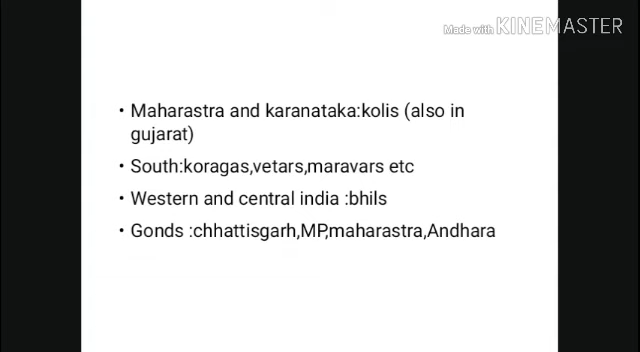 Made with KINEMASTER
• Maharastra and karanataka:kolis (also in
gujarat)
• South:koragas,vetars,maravars etc
• Western and central india :bhils
• Gonds :chhattisgarh,MP,maharastra,Andhara